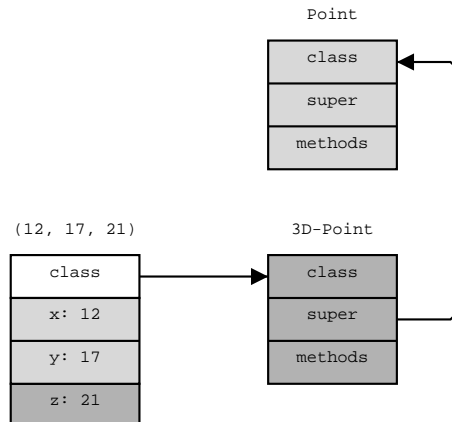 Point
class
super
methods
(12, 17, 21)
class
x: 12
y: 17
z: 21
3D-Point
class
super
methods